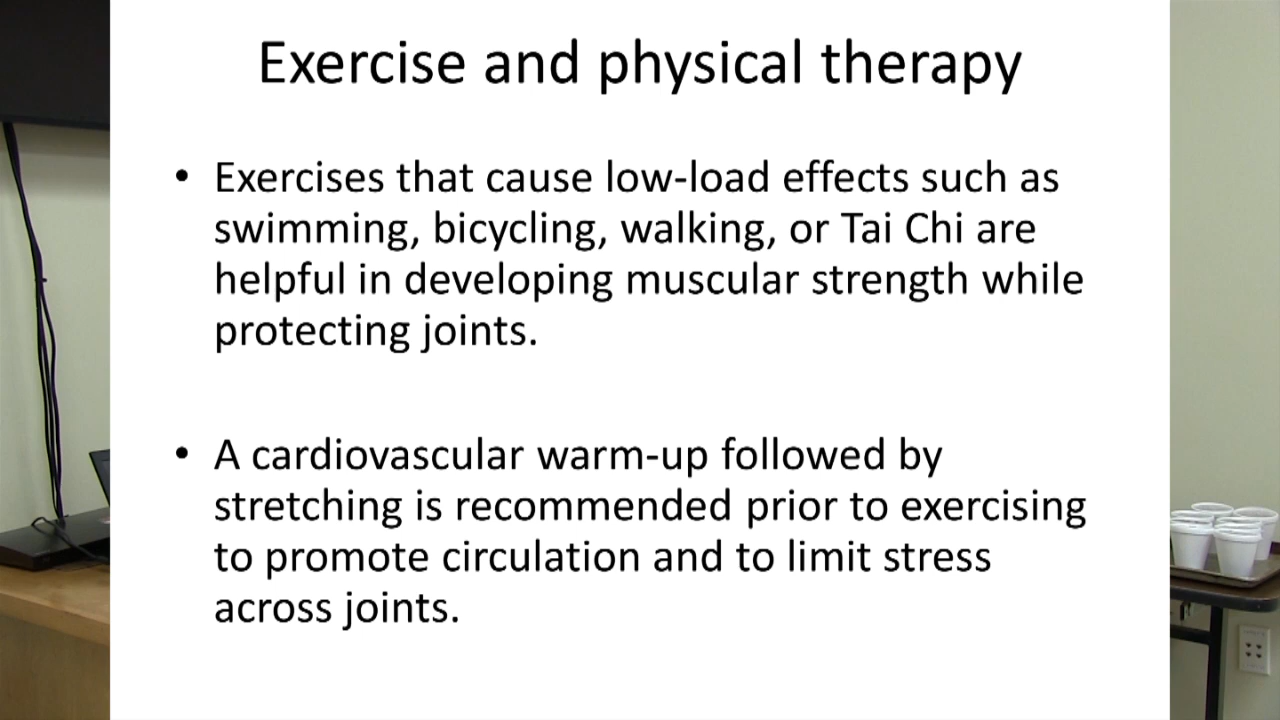 Exercise and physical therapy
• Exercises that cause low-load effects such as
swimming, bicycling, walking, or Tai Chi are
helpful in developing muscular strength while
protecting joints.
• A cardiovascular warm-up followed by
stretching is recommended prior to exercising
to promote circulation and to limit stress
across joints.